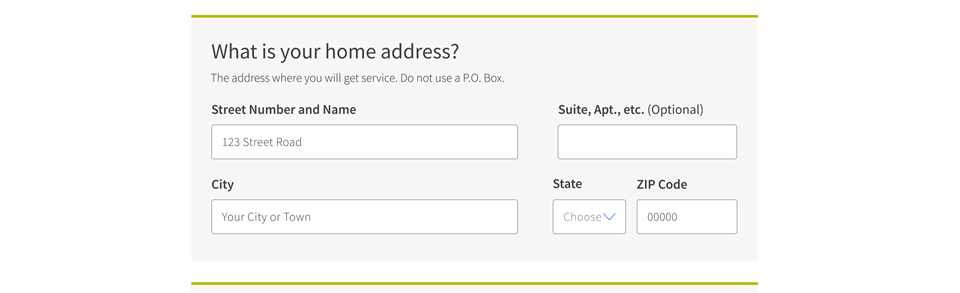 What is your home address?
The address where you will get service. Do not use a P.O. Box.
Street Number and Name
Suite, Apt., etc. (Optional)
123 Street Road
City
State
ZIP Code
Your City or Town
Choose
00000